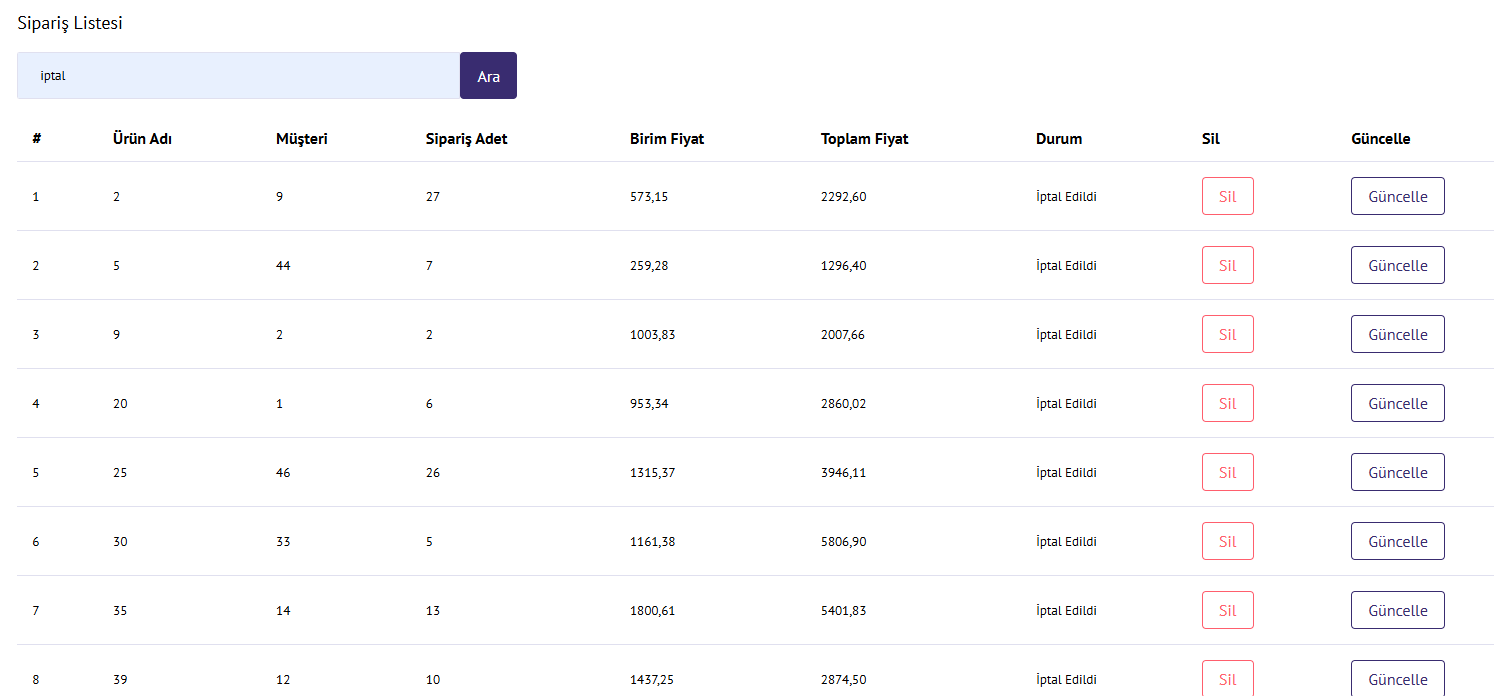 Sipariş Listesi
iptal Ara
# Ürün Adı Müşteri Sipariş Adet Birim Fiyat Toplam Fiyat Durum Sil Güncelle
1 2 9 27 573,15 2292,60 İptal Edildi Sil Güncelle
2 5 44 7 259,28 1296,40 İptal Edildi Sil Güncelle
3 9 2 2 1003,83 2007,66 İptal Edildi Sil Güncelle
4 20 1 6 953,34 2860,02 İptal Edildi Sil Güncelle
5 25 46 26 1315,37 3946,11 İptal Edildi Sil Güncelle
6 30 33 5 1161,38 5806,90 İptal Edildi Sil Güncelle
7 35 14 13 1800,61 5401,83 İptal Edildi Sil Güncelle
8 39 12 10 1437,25 2874,50 İptal Edildi Sil Güncelle